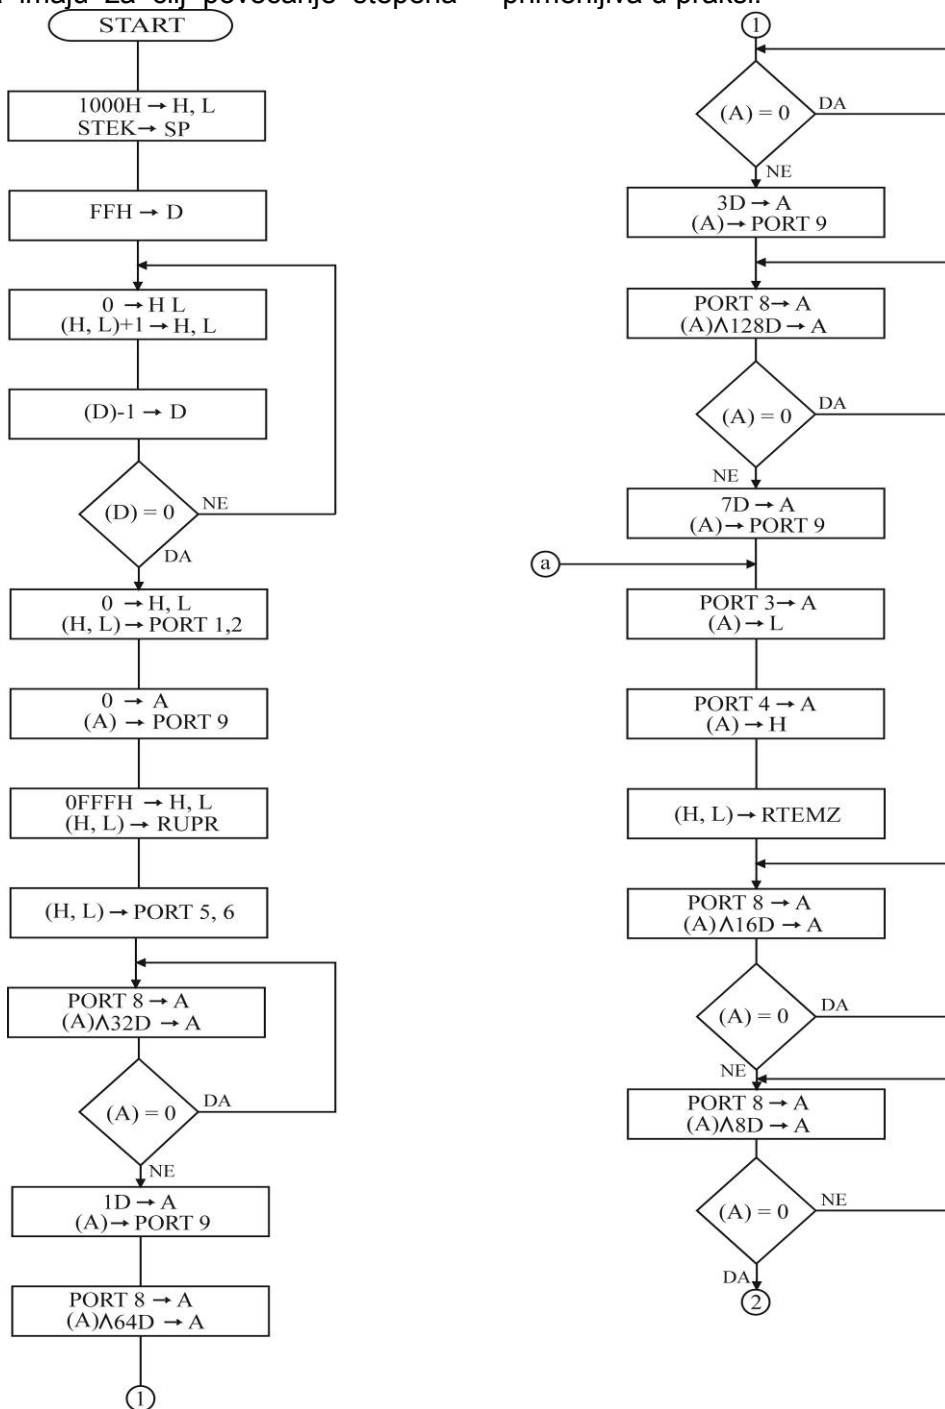 imaju za cilj povećanje stepena
primenljiva u praksi.
START
1000H → H, L
STEK → SP
FFH → D
0 → H L
(H, L)+1 → H, L
(D)-1 → D
(D) = 0
NE
DA
0 → H, L
(H, L) → PORT 1,2
0 → A
(A) → PORT 9
0FFFH → H, L
(H, L) → RUPR
(H, L) → PORT 5, 6
PORT 8 → A
(A)∧32D → A
(A) = 0
DA
NE
1D → A
(A) → PORT 9
PORT 8 → A
(A)∧64D → A
1
1
(A) = 0
DA
NE
3D → A
(A) → PORT 9
PORT 8 → A
(A)∧128D → A
(A) = 0
DA
NE
7D → A
(A) → PORT 9
a
PORT 3 → A
(A) → L
PORT 4 → A
(A) → H
(H, L) → RTEMZ
PORT 8 → A
(A)∧16D → A
(A) = 0
DA
NE
PORT 8 → A
(A)∧8D → A
(A) = 0
NE
DA
2